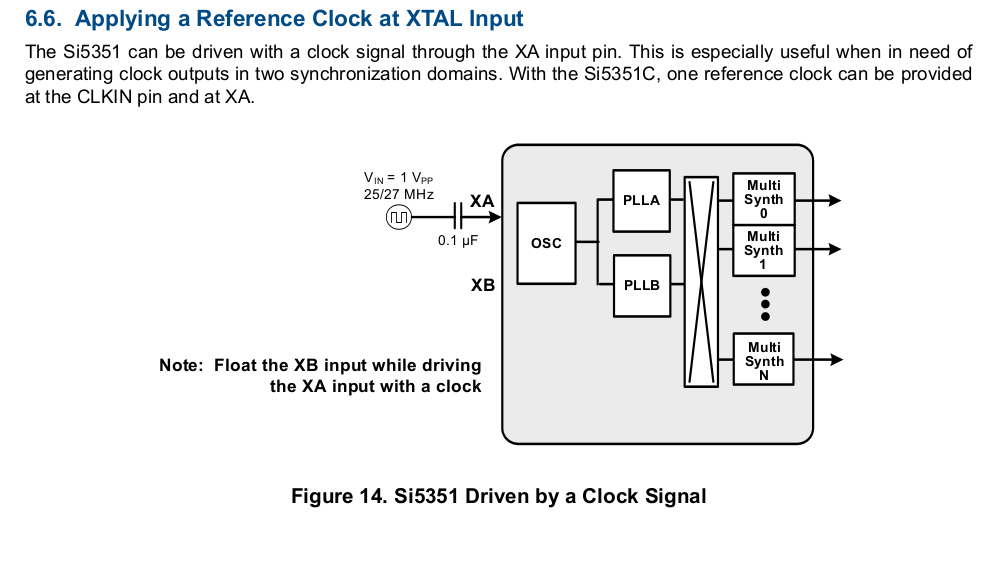 6.6. Applying a Reference Clock at XTAL Input
The Si5351 can be driven with a clock signal through the XA input pin. This is especially useful when in need of
generating clock outputs in two synchronization domains. With the Si5351C, one reference clock can be provided
at the CLKIN pin and at XA.
VIN = 1 VPP
25/27 MHz
XA
0.1 µF
XB
OSC
PLLA
PLLB
Multi
Synth
0
Multi
Synth
1
Multi
Synth
N
Note: Float the XB input while driving
the XA input with a clock
Figure 14. Si5351 Driven by a Clock Signal